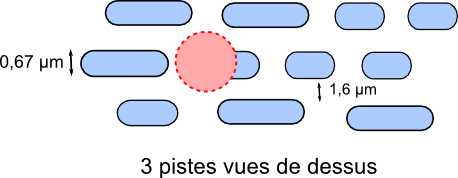 0,67 µm
1,6 µm
3 pistes vues de dessus